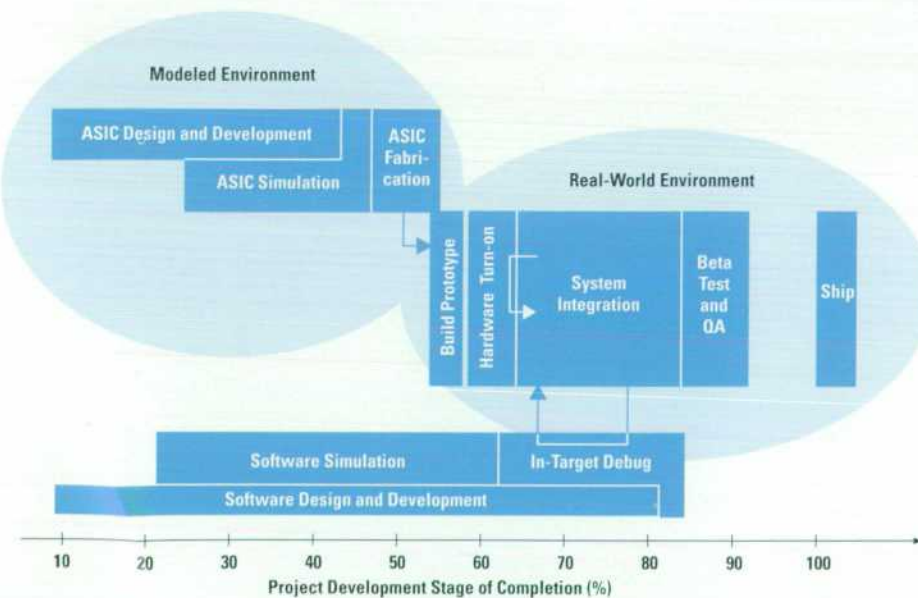 Modeled Environment
ASIC Design and Development
ASIC Simulation
ASIC
Fabri-
cation
Real-World Environment
Build Prototype
Hardware Turn-on
System
Integration
Beta
Test
and
QA
Ship
Software Simulation
In-Target Debug
Software Design and Development
10 20 30 40 50 60 70 80 90 100
Project Development Stage of Completion (%)